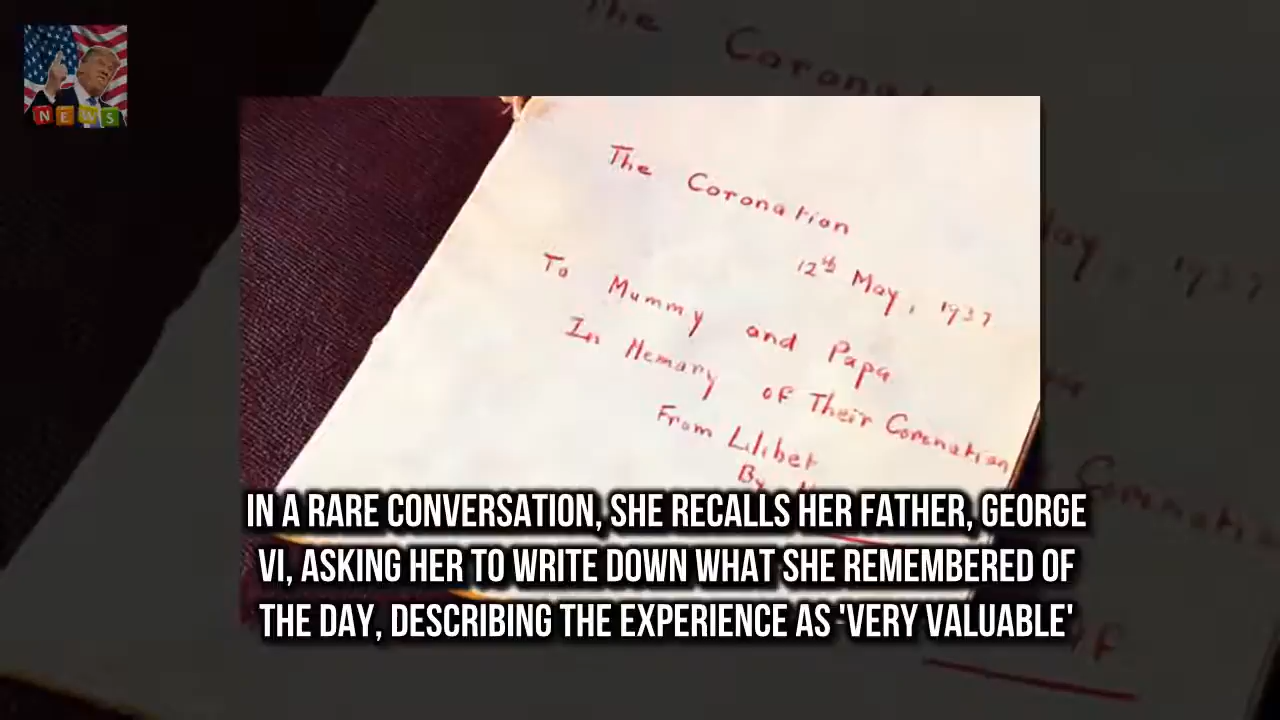 NEWS
The Coronation
12th May, 1937
To Mummy and Papa
In Memary of Their Coronation
From Lilibet
By
IN A RARE CONVERSATION, SHE RECALLS HER FATHER, GEORGE
VI, ASKING HER TO WRITE DOWN WHAT SHE REMEMBERED OF
THE DAY, DESCRIBING THE EXPERIENCE AS 'VERY VALUABLE'